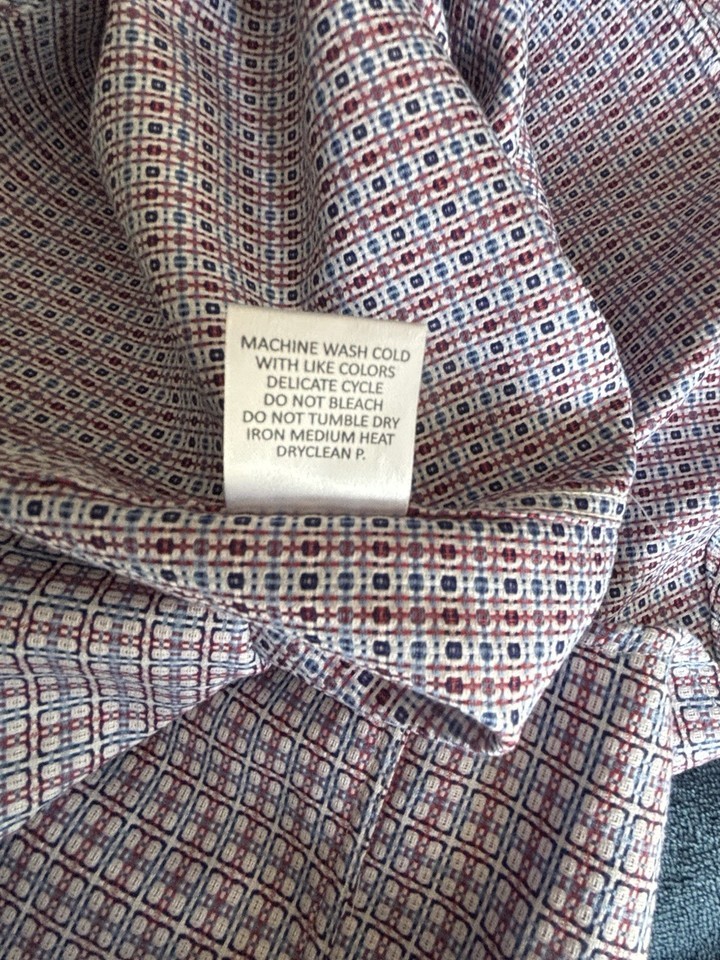 MACHINE WASH COLD
WITH LIKE COLORS
DELICATE CYCLE
DO NOT BLEACH
DO NOT TUMBLE DRY
IRON MEDIUM HEAT
DRYCLEAN P.